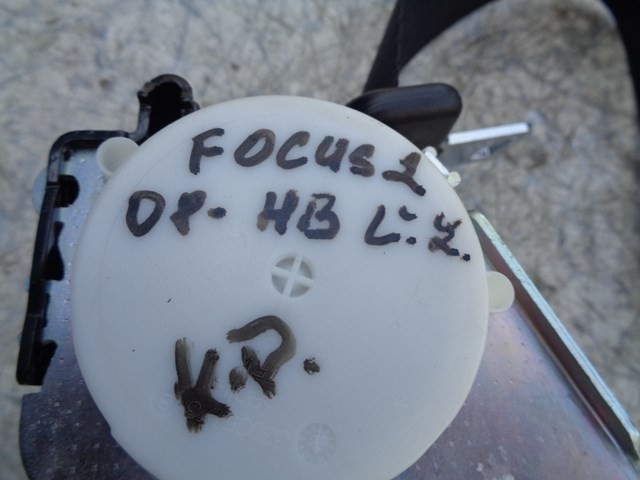 FOCUS 2
08- HB L.Z.
K.D.